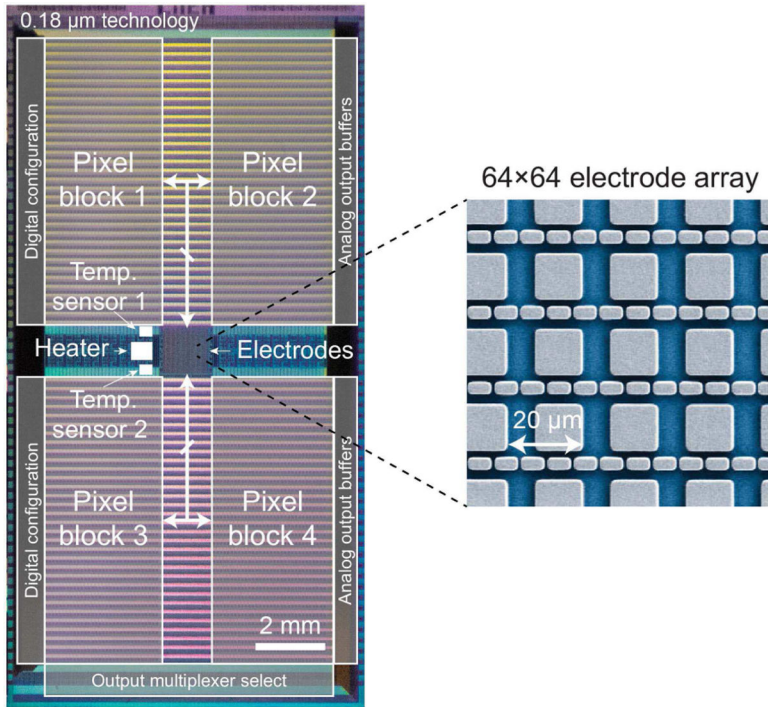 0.18 µm technology
Digital configuration
Pixel
block 1
Pixel
block 2
Analog output buffers
64×64 electrode array
Temp.
sensor 1
Heater
Electrodes
Temp.
sensor 2
20 µm
Digital configuration
Pixel
block 3
Pixel
block 4
Analog output buffers
2 mm
Output multiplexer select